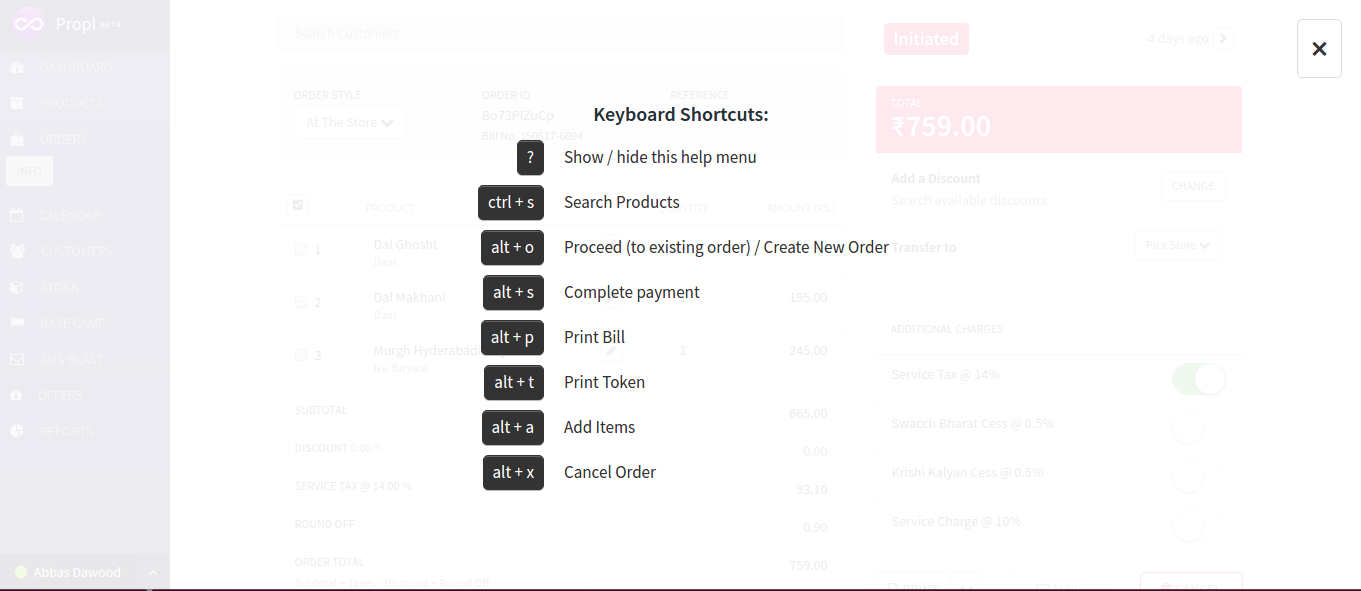 Propl BETA
DASHBOARD
PRODUCTS
ORDERS
INFO
CALENDAR
CUSTOMERS
STOCK
BASE CAMP
SMS BLAST
OFFERS
REPORTS
Abbas Dawood
Search Customers
ORDER STYLE
At The Store
ORDER ID
Bo73PlZuCp
Bill No. 150617-6094
REFERENCE
Keyboard Shortcuts:
? Show / hide this help menu
ctrl + s Search Products
alt + o Proceed (to existing order) / Create New Order
alt + s Complete payment
alt + p Print Bill
alt + t Print Token
alt + a Add Items
alt + x Cancel Order
PRODUCT QUANTITY AMOUNT (RS.)
1 Dal Ghosht
Daal
2 Dal Makhani 195.00
Daal
3 Murgh Hyderabadi 1 245.00
SUBTOTAL 665.00
DISCOUNT 0.00 % 0.00
SERVICE TAX @ 14.00 % 93.10
ROUND OFF 0.90
ORDER TOTAL 759.00
Subtotal + Taxes - Discount + Round Off
Initiated
4 days ago
TOTAL
₹759.00
Add a Discount
Search available discounts
CHANGE
Transfer to
Pick Store
ADDITIONAL CHARGES
Service Tax @ 14%
Swacch Bharat Cess @ 0.5%
Krishi Kalyan Cess @ 0.5%
Service Charge @ 10%
PRINT
CANCEL